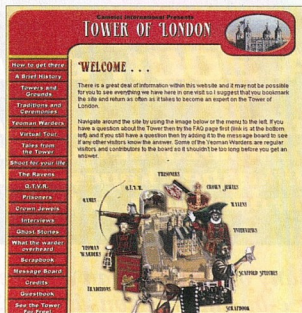 Camelot International Presents
TOWER OF LONDON
How to get there
A Brief History
Towers and
Grounds
Traditions and
Ceremonies
Yeoman Warders
Virtual Tour
Tales from
the Tower
Shoot for your life
The Ravens
Q.T.V.R.
Prisoners
Crown Jewels
Interviews
Ghost Stories
What the warder
overheard
Scrapbook
Message Board
Credits
Guestbook
See the Tower
For Free!
WELCOME . . .
There is a great deal of information within this website and it may not be possible
for you to see everything we have here in one visit so I suggest that you bookmark
the site and return as often as it takes to become an expert on the Tower of
London.
Navigate around the site by using the image below or the menu to the left. If you
have a question about the Tower then try the FAQ page first (link is at the bottom
left) and if you still have a question then try adding it to the message board to see
if any other visitors know the answer. Some of the Yeoman Warders are regular
visitors and contributors to the board so it shouldn't be too long before you get an
answer.
PRISONERS
Q.T.V.R.
CROWN JEWELS
GAMES
RAVENS
INTERVIEWS
YEOMAN
WARDERS
SCAFFOLD SPEECHES
TRADITIONS
SCRAPBOOK